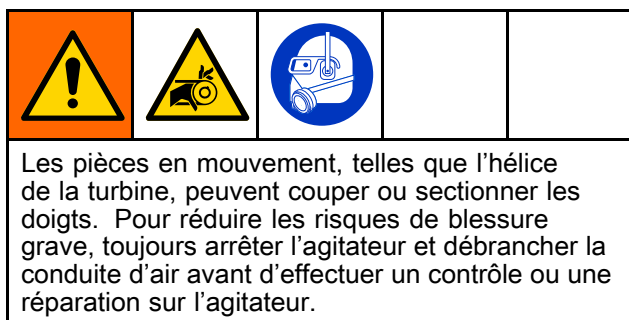 Les pièces en mouvement, telles que l’hélice
de la turbine, peuvent couper ou sectionner les
doigts.  Pour réduire les risques de blessure
grave, toujours arrêter l’agitateur et débrancher la
conduite d’air avant d’effectuer un contrôle ou une
réparation sur l’agitateur.